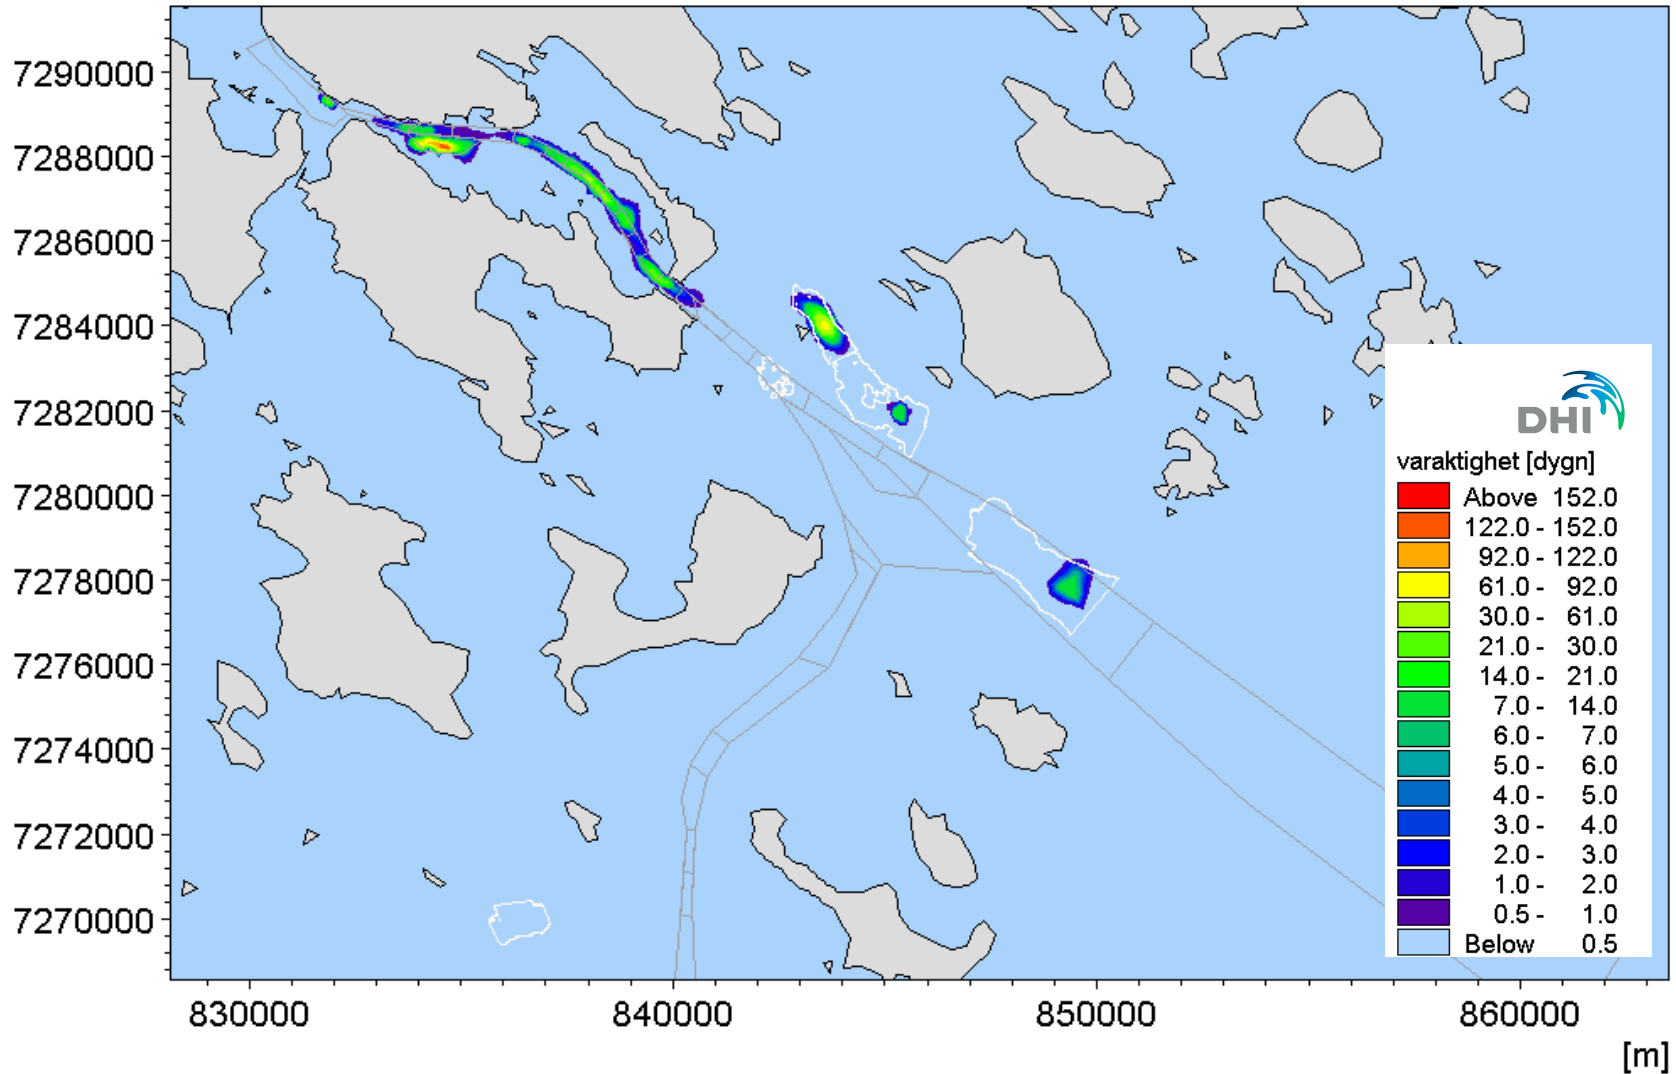 7290000
7288000
7286000
7284000
7282000
7280000
7278000
7276000
7274000
7272000
7270000
830000
840000
850000
860000
[m]
DHI
varaktighet [dygn]
Above 152.0
122.0 - 152.0
92.0 - 122.0
61.0 - 92.0
30.0 - 61.0
21.0 - 30.0
14.0 - 21.0
7.0 - 14.0
6.0 - 7.0
5.0 - 6.0
4.0 - 5.0
3.0 - 4.0
2.0 - 3.0
1.0 - 2.0
0.5 - 1.0
Below 0.5